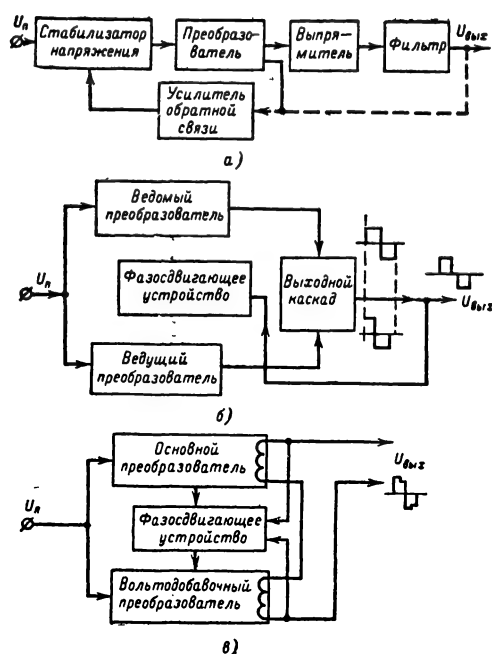 Uп
Стабилизатор
напряжения
Преобразо-
ватель
Выпря-
митель
Фильтр
Uвых
Усилитель
обратной
связи
а)
Ведомый
преобразователь
Uп
Фазосдвигающее
устройство
Выходной
каскад
Uвых
Ведущий
преобразователь
б)
Основной
преобразователь
Uвых
Uп
Фазосдвигающее
устройство
Вольтодобавочный
преобразователь
в)